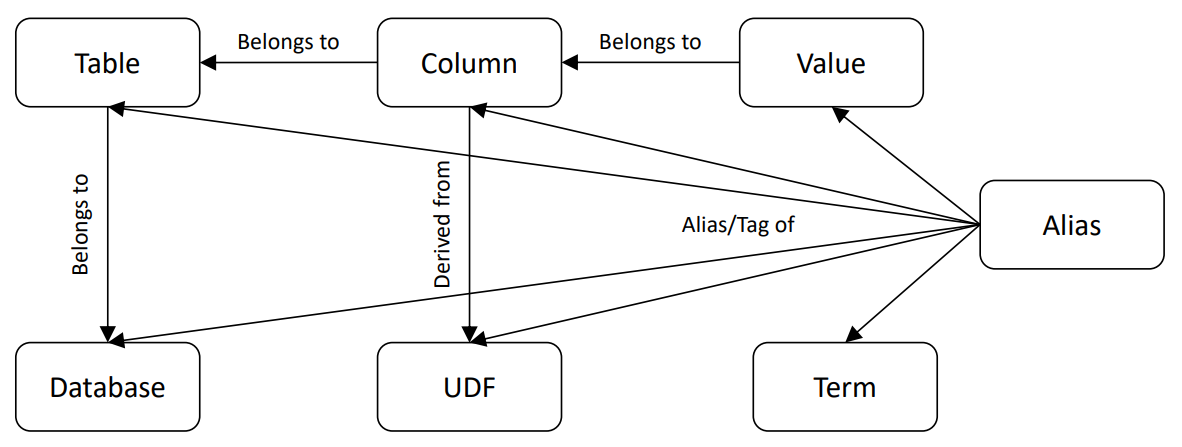 Belongs to
Belongs to
Table
Column
Value
Belongs to
Derived from
Alias/Tag of
Alias
Database
UDF
Term